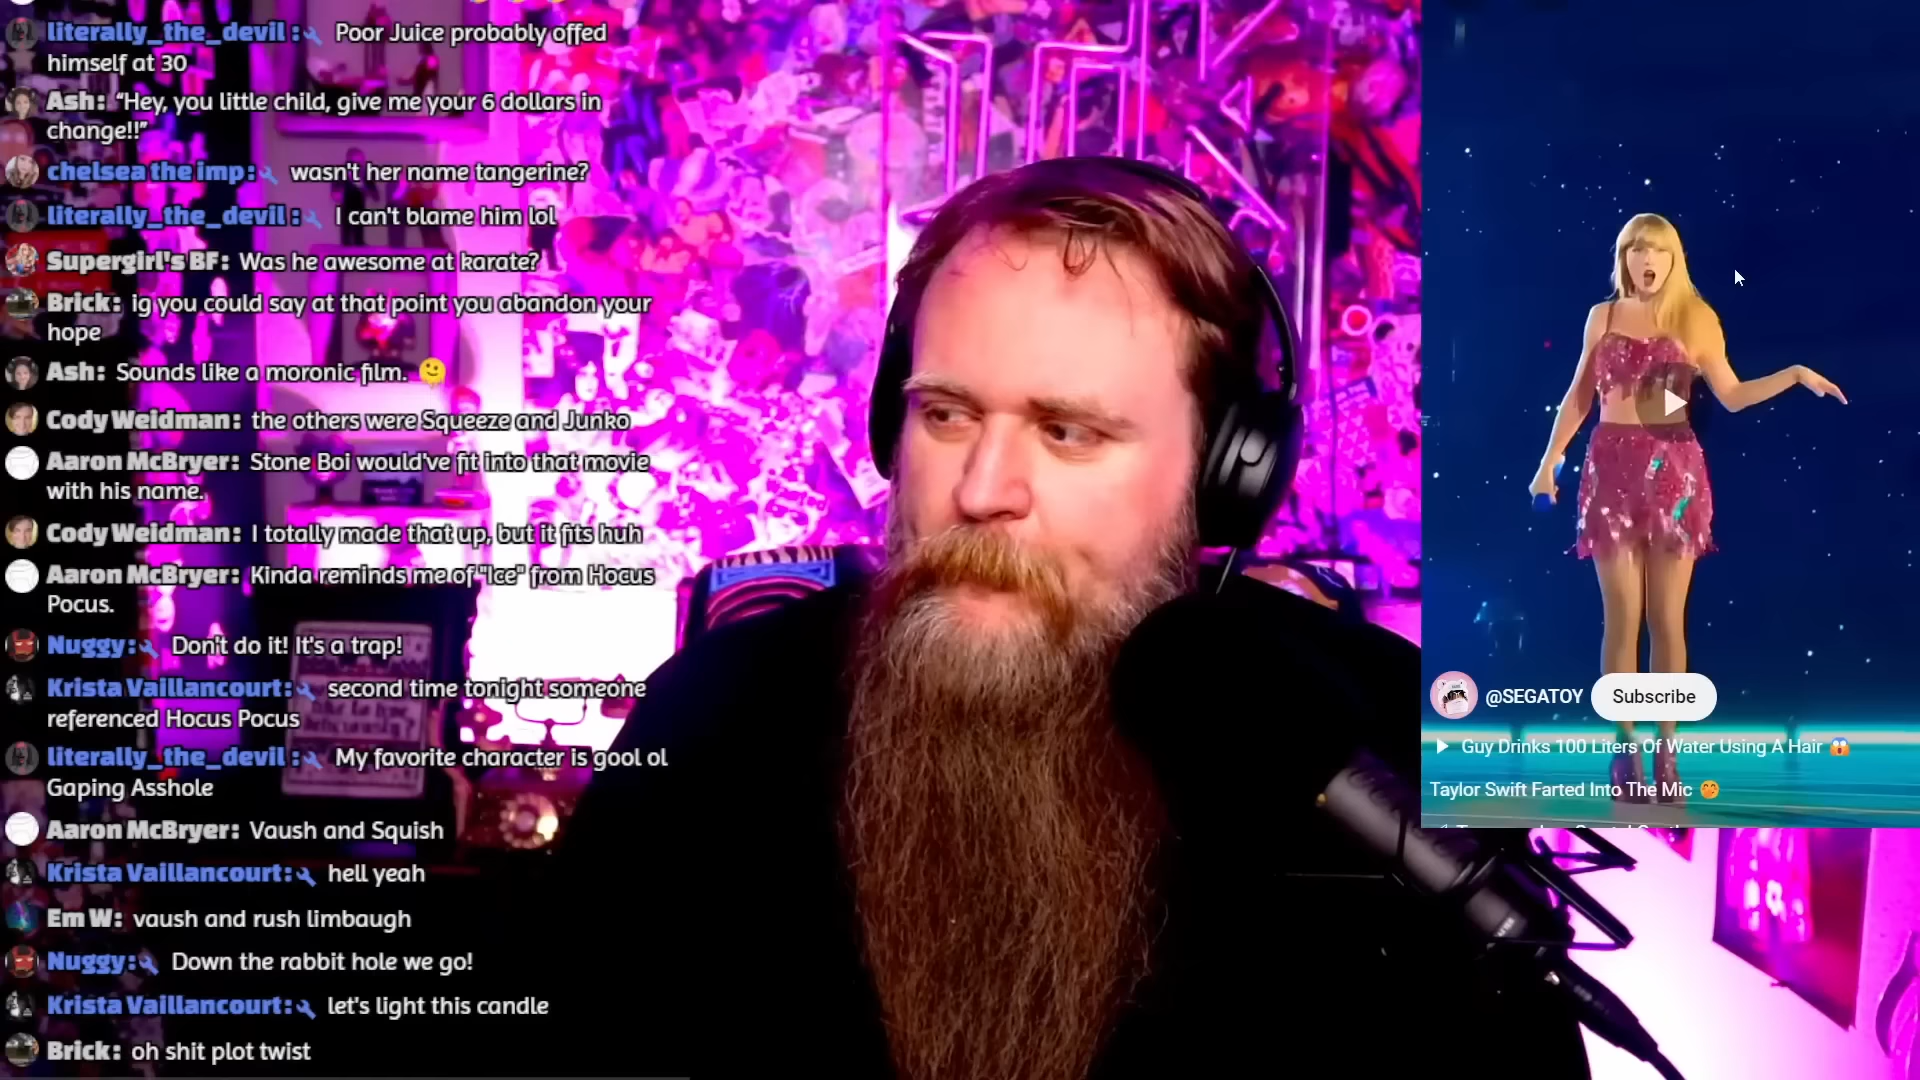 literally_the_devil: Poor Juice probably offed
himself at 30
Ash: “Hey, you little child, give me your 6 dollars in
change!!”
chelsea the imp: wasn't her name tangerine?
literally_the_devil: I can't blame him lol
Supergirl's BF: Was he awesome at karate?
Brick: ig you could say at that point you abandon your
hope
Ash: Sounds like a moronic film. 🫠
Cody Weidman: the others were Squeeze and Junko
Aaron McBryer: Stone Boi would've fit into that movie
with his name.
Cody Weidman: I totally made that up, but it fits huh
Aaron McBryer: Kinda reminds me of "Ice" from Hocus
Pocus.
Nuggy: Don't do it! It's a trap!
Krista Vaillancourt: second time tonight someone
referenced Hocus Pocus
literally_the_devil: My favorite character is gool ol
Gaping Asshole
Aaron McBryer: Vaush and Squish
Krista Vaillancourt: hell yeah
Em W: vaush and rush limbaugh
Nuggy: Down the rabbit hole we go!
Krista Vaillancourt: let's light this candle
Brick: oh shit plot twist
@SEGATOY Subscribe
Guy Drinks 100 Liters Of Water Using A Hair 😱
Taylor Swift Farted Into The Mic 🤭